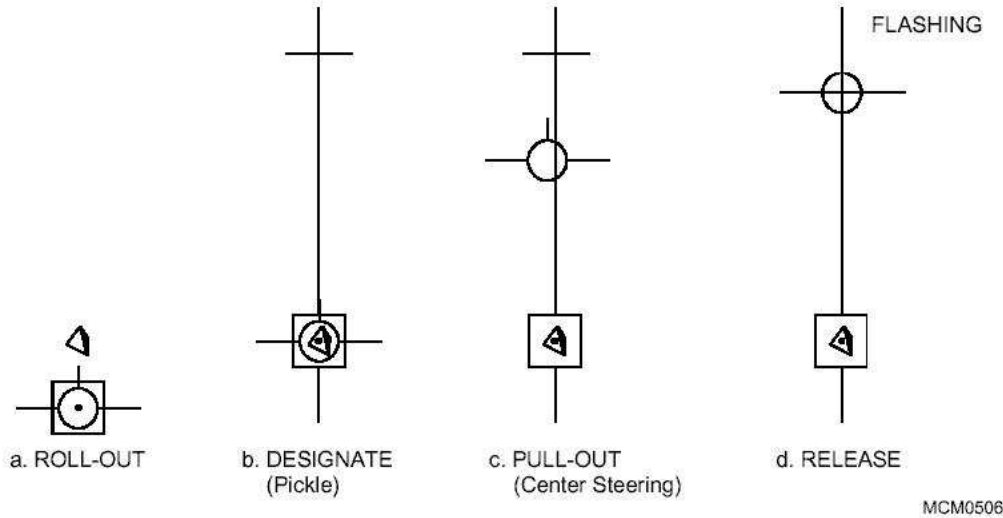 FLASHING
a. ROLL-OUT
b. DESIGNATE
(Pickle)
c. PULL-OUT
(Center Steering)
d. RELEASE
MCM0506